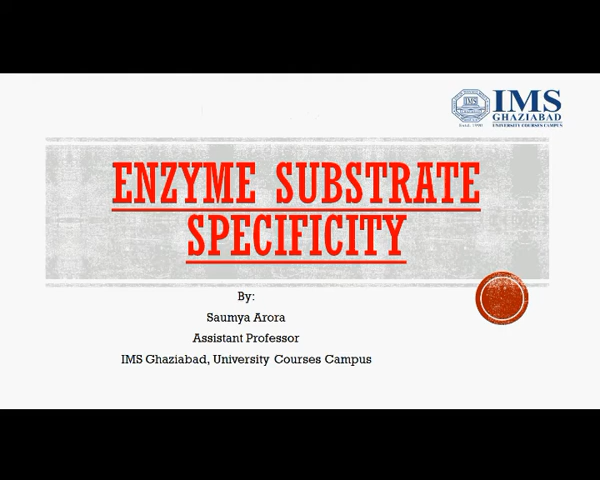 IMS
GHAZIABAD
UNIVERSITY COURSES CAMPUS
ENZYME SUBSTRATE
SPECIFICITY
By:
Saumya Arora
Assistant Professor
IMS Ghaziabad, University Courses Campus